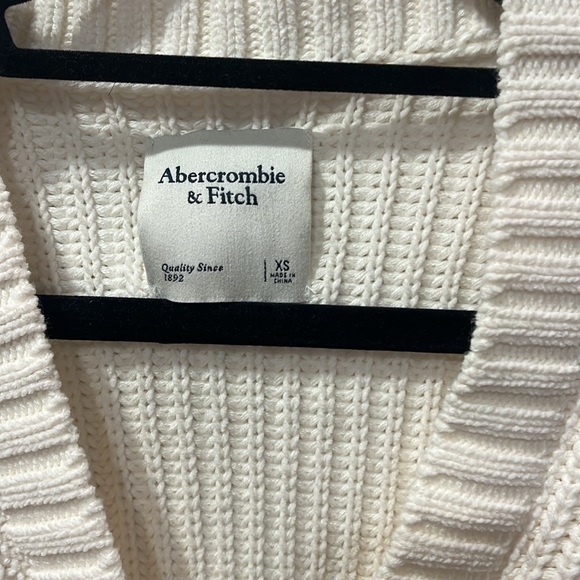 Abercrombie
& Fitch
Quality Since
1892
XS
MADE IN
CHINA